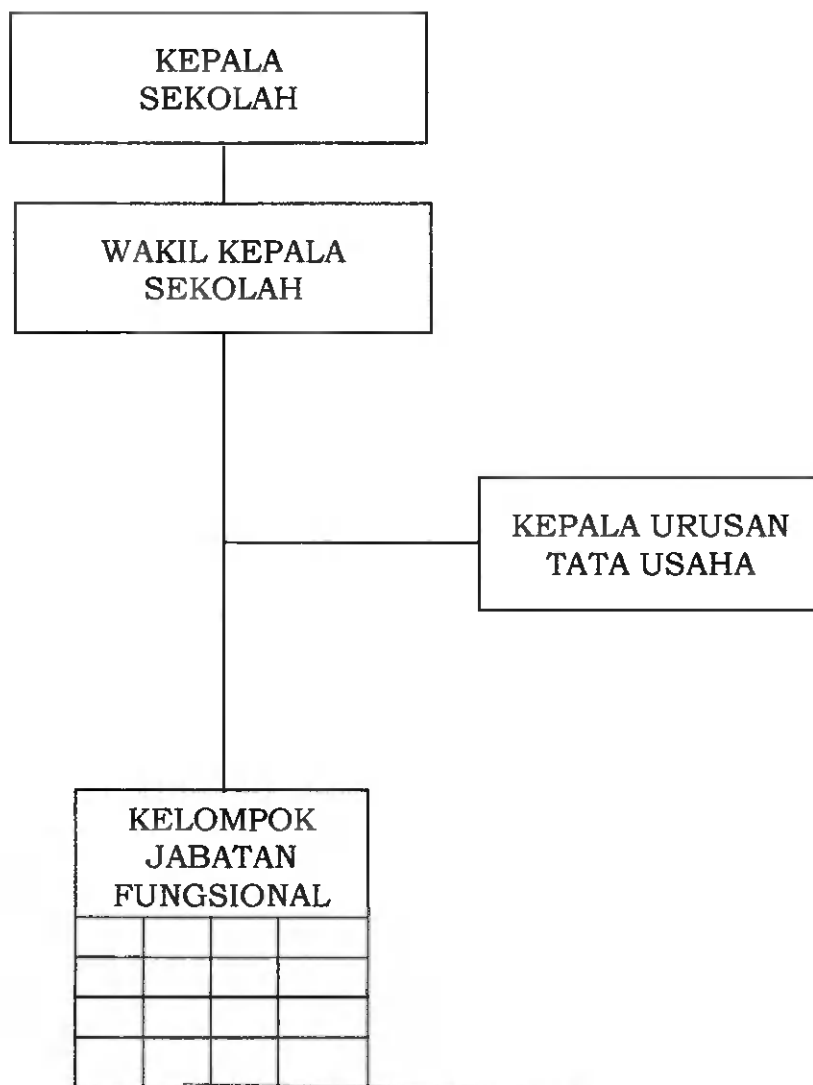 KEPALA
SEKOLAH
WAKIL KEPALA
SEKOLAH
KEPALA URUSAN
TATA USAHA
KELOMPOK
JABATAN
FUNGSIONAL